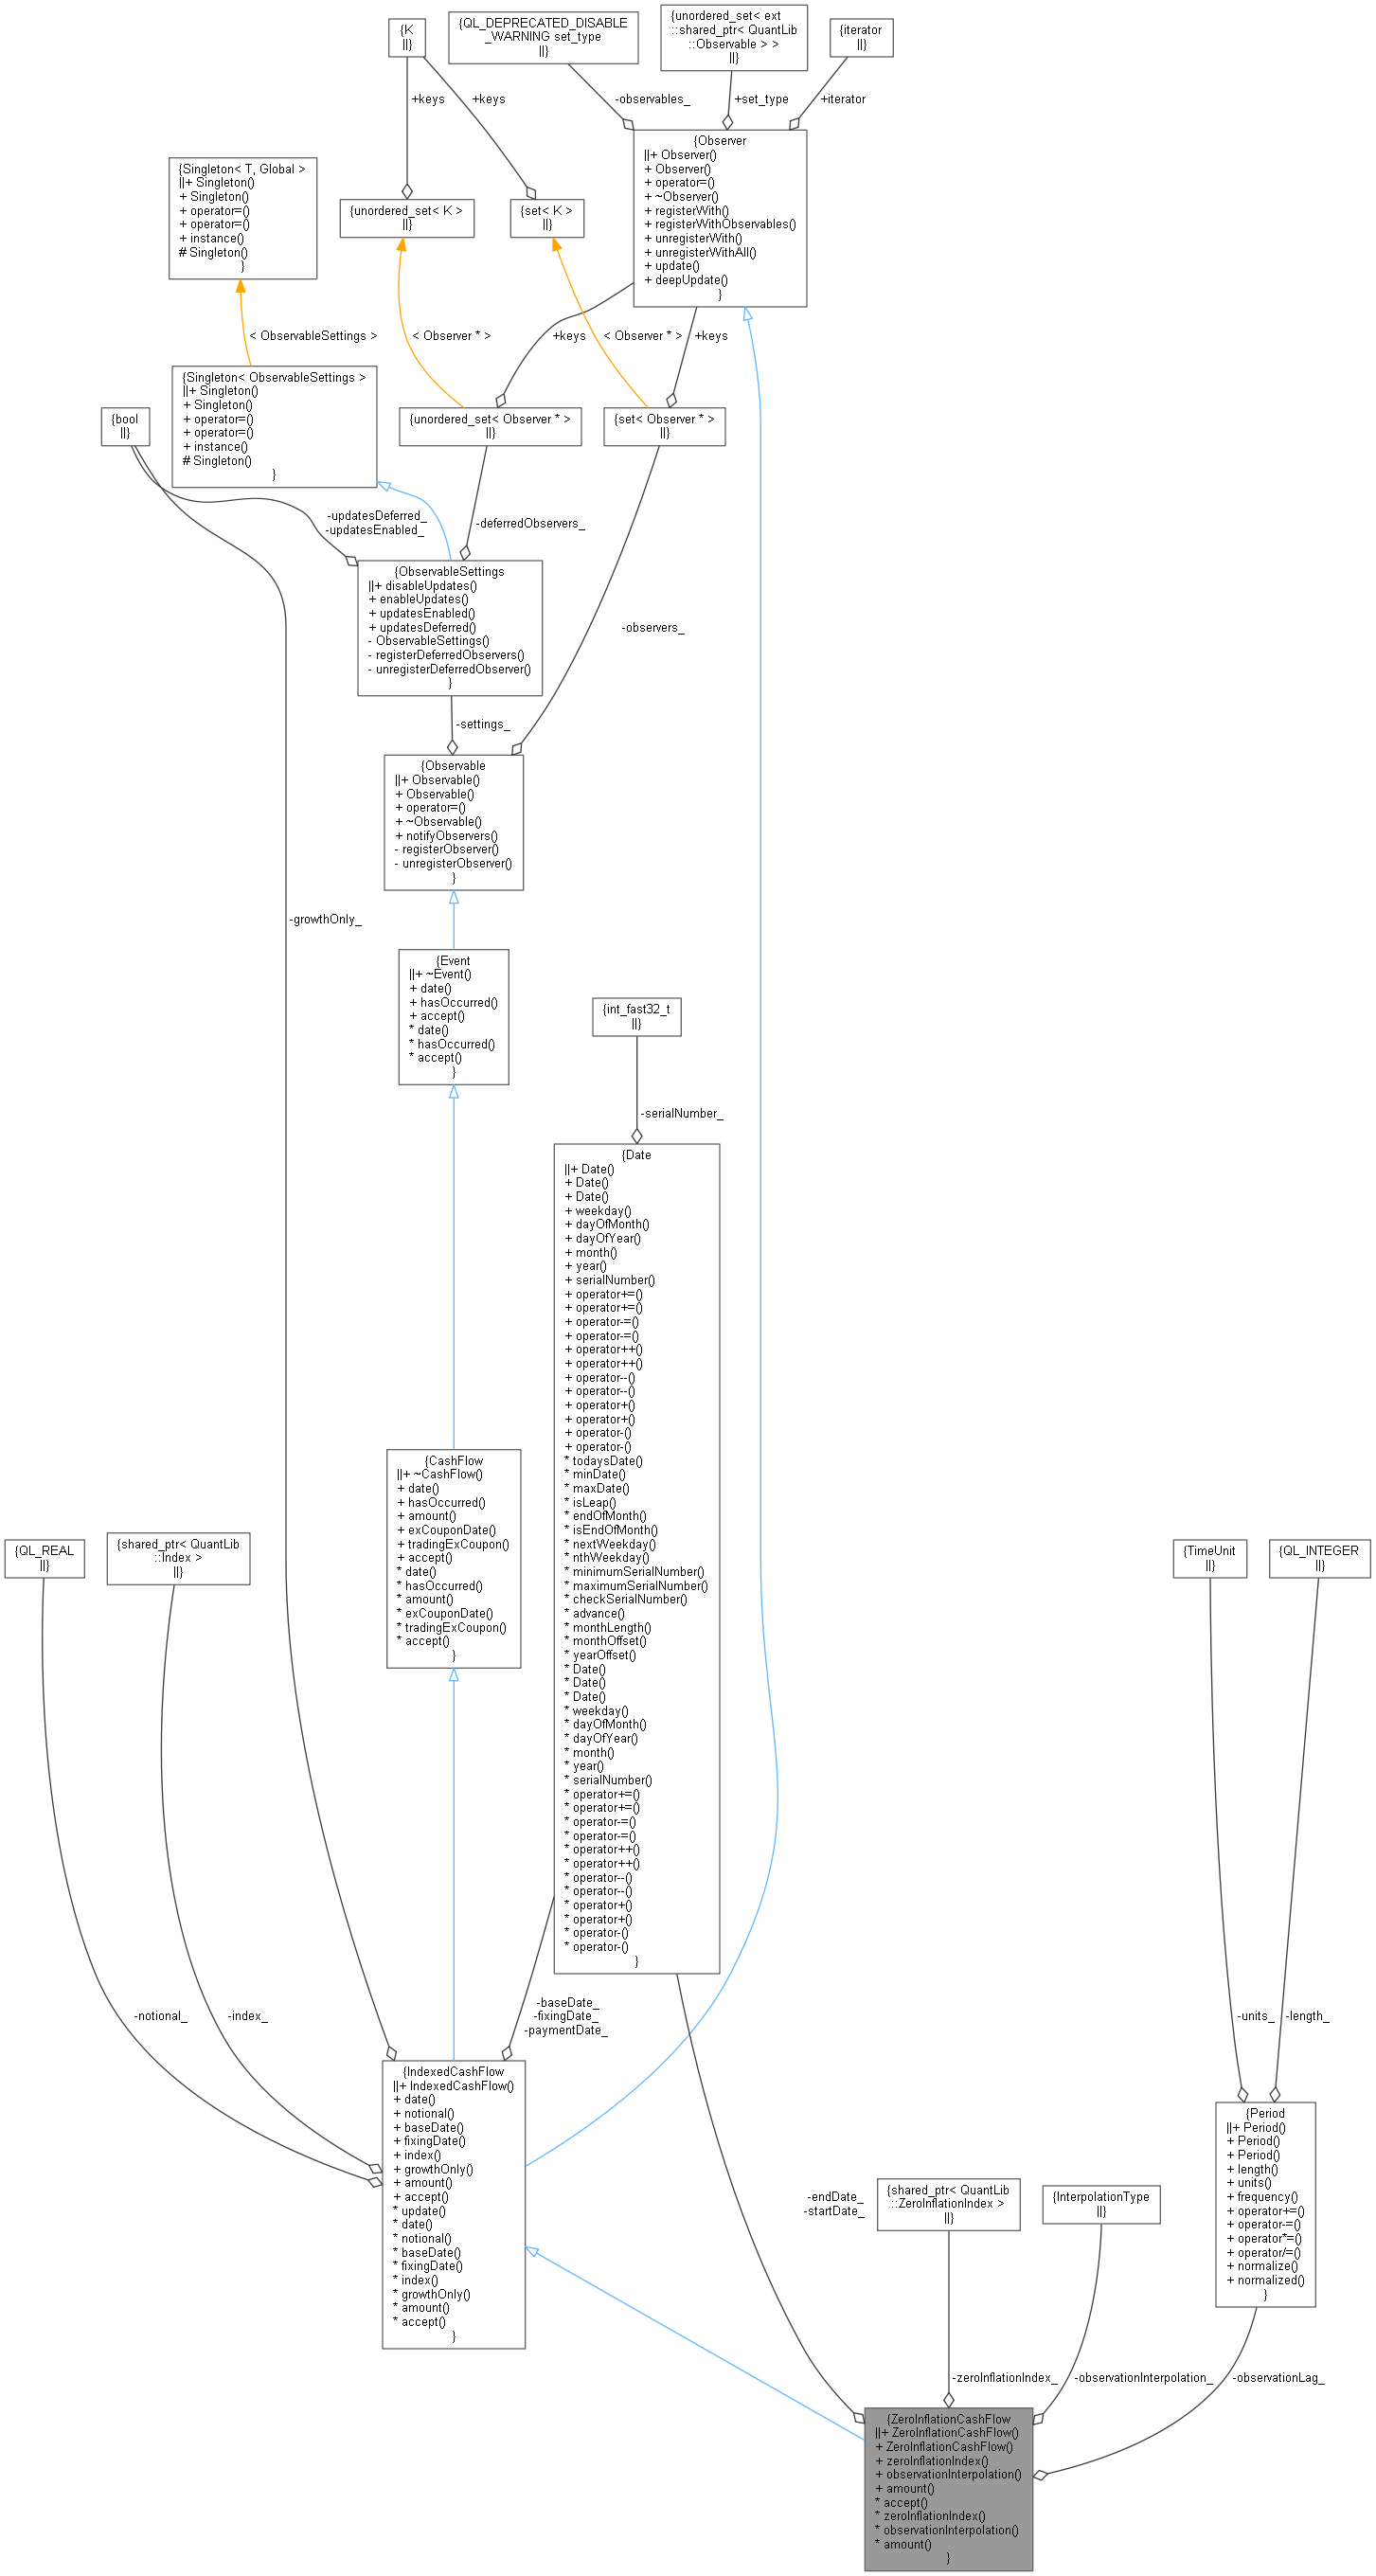 {K
||}
{QL_DEPRECATED_DISABLE
_WARNING set_type
||}
{unordered_set< ext
::shared_ptr< QuantLib
::Observable > >
||}
{iterator
||}
+keys
+keys
-observables_
+set_type
+iterator
{Singleton< T, Global >
||+ Singleton()
+ Singleton()
+ operator=()
+ operator=()
+ instance()
# Singleton()
}
{unordered_set< K >
||}
{set< K >
||}
{Observer
||+ Observer()
+ Observer()
+ operator=()
+ ~Observer()
+ registerWith()
+ registerWithObservables()
+ unregisterWith()
+ unregisterWithAll()
+ update()
+ deepUpdate()
}
< ObservableSettings >
< Observer * >
+keys
< Observer * >
+keys
{Singleton< ObservableSettings >
||+ Singleton()
+ Singleton()
+ operator=()
+ operator=()
+ instance()
# Singleton()
}
{bool
||}
{unordered_set< Observer * >
||}
{set< Observer * >
||}
-updatesDeferred_
-updatesEnabled_
-deferredObservers_
{ObservableSettings
||+ disableUpdates()
+ enableUpdates()
+ updatesEnabled()
+ updatesDeferred()
- ObservableSettings()
- registerDeferredObservers()
- unregisterDeferredObserver()
}
-observers_
-settings_
{Observable
||+ Observable()
+ Observable()
+ operator=()
+ ~Observable()
+ notifyObservers()
- registerObserver()
- unregisterObserver()
}
-growthOnly_
{Event
||+ ~Event()
+ date()
+ hasOccurred()
+ accept()
* date()
* hasOccurred()
* accept()
}
{int_fast32_t
||}
-serialNumber_
{Date
||+ Date()
+ Date()
+ Date()
+ weekday()
+ dayOfMonth()
+ dayOfYear()
+ month()
+ year()
+ serialNumber()
+ operator+=()
+ operator+=()
+ operator-=()
+ operator-=()
+ operator++()
+ operator++()
+ operator--()
+ operator--()
+ operator+()
+ operator+()
+ operator-()
+ operator-()
* todaysDate()
* minDate()
* maxDate()
* isLeap()
* endOfMonth()
* isEndOfMonth()
* nextWeekday()
* nthWeekday()
* minimumSerialNumber()
* maximumSerialNumber()
* checkSerialNumber()
* advance()
* monthLength()
* monthOffset()
* yearOffset()
* Date()
* Date()
* Date()
* weekday()
* dayOfMonth()
* dayOfYear()
* month()
* year()
* serialNumber()
* operator+=()
* operator+=()
* operator-=()
* operator-=()
* operator++()
* operator++()
* operator--()
* operator--()
* operator+()
* operator+()
* operator-()
* operator-()
}
{CashFlow
||+ ~CashFlow()
+ date()
+ hasOccurred()
+ amount()
+ exCouponDate()
+ tradingExCoupon()
+ accept()
* date()
* hasOccurred()
* amount()
* exCouponDate()
* tradingExCoupon()
* accept()
}
{QL_REAL
||}
{shared_ptr< QuantLib
::Index >
||}
{TimeUnit
||}
{QL_INTEGER
||}
-notional_
-index_
-baseDate_
-fixingDate_
-paymentDate_
-units_
-length_
{IndexedCashFlow
||+ IndexedCashFlow()
+ date()
+ notional()
+ baseDate()
+ fixingDate()
+ index()
+ growthOnly()
+ amount()
+ accept()
* update()
* date()
* notional()
* baseDate()
* fixingDate()
* index()
* growthOnly()
* amount()
* accept()
}
-endDate_
-startDate_
{shared_ptr< QuantLib
::ZeroInflationIndex >
||}
{InterpolationType
||}
{Period
||+ Period()
+ Period()
+ Period()
+ length()
+ units()
+ frequency()
+ operator+=()
+ operator-=()
+ operator*=()
+ operator/=()
+ normalize()
+ normalized()
}
-zeroInflationIndex_
-observationInterpolation_
-observationLag_
{ZeroInflationCashFlow
||+ ZeroInflationCashFlow()
+ ZeroInflationCashFlow()
+ zeroInflationIndex()
+ observationInterpolation()
+ amount()
* accept()
* zeroInflationIndex()
* observationInterpolation()
* amount()
}